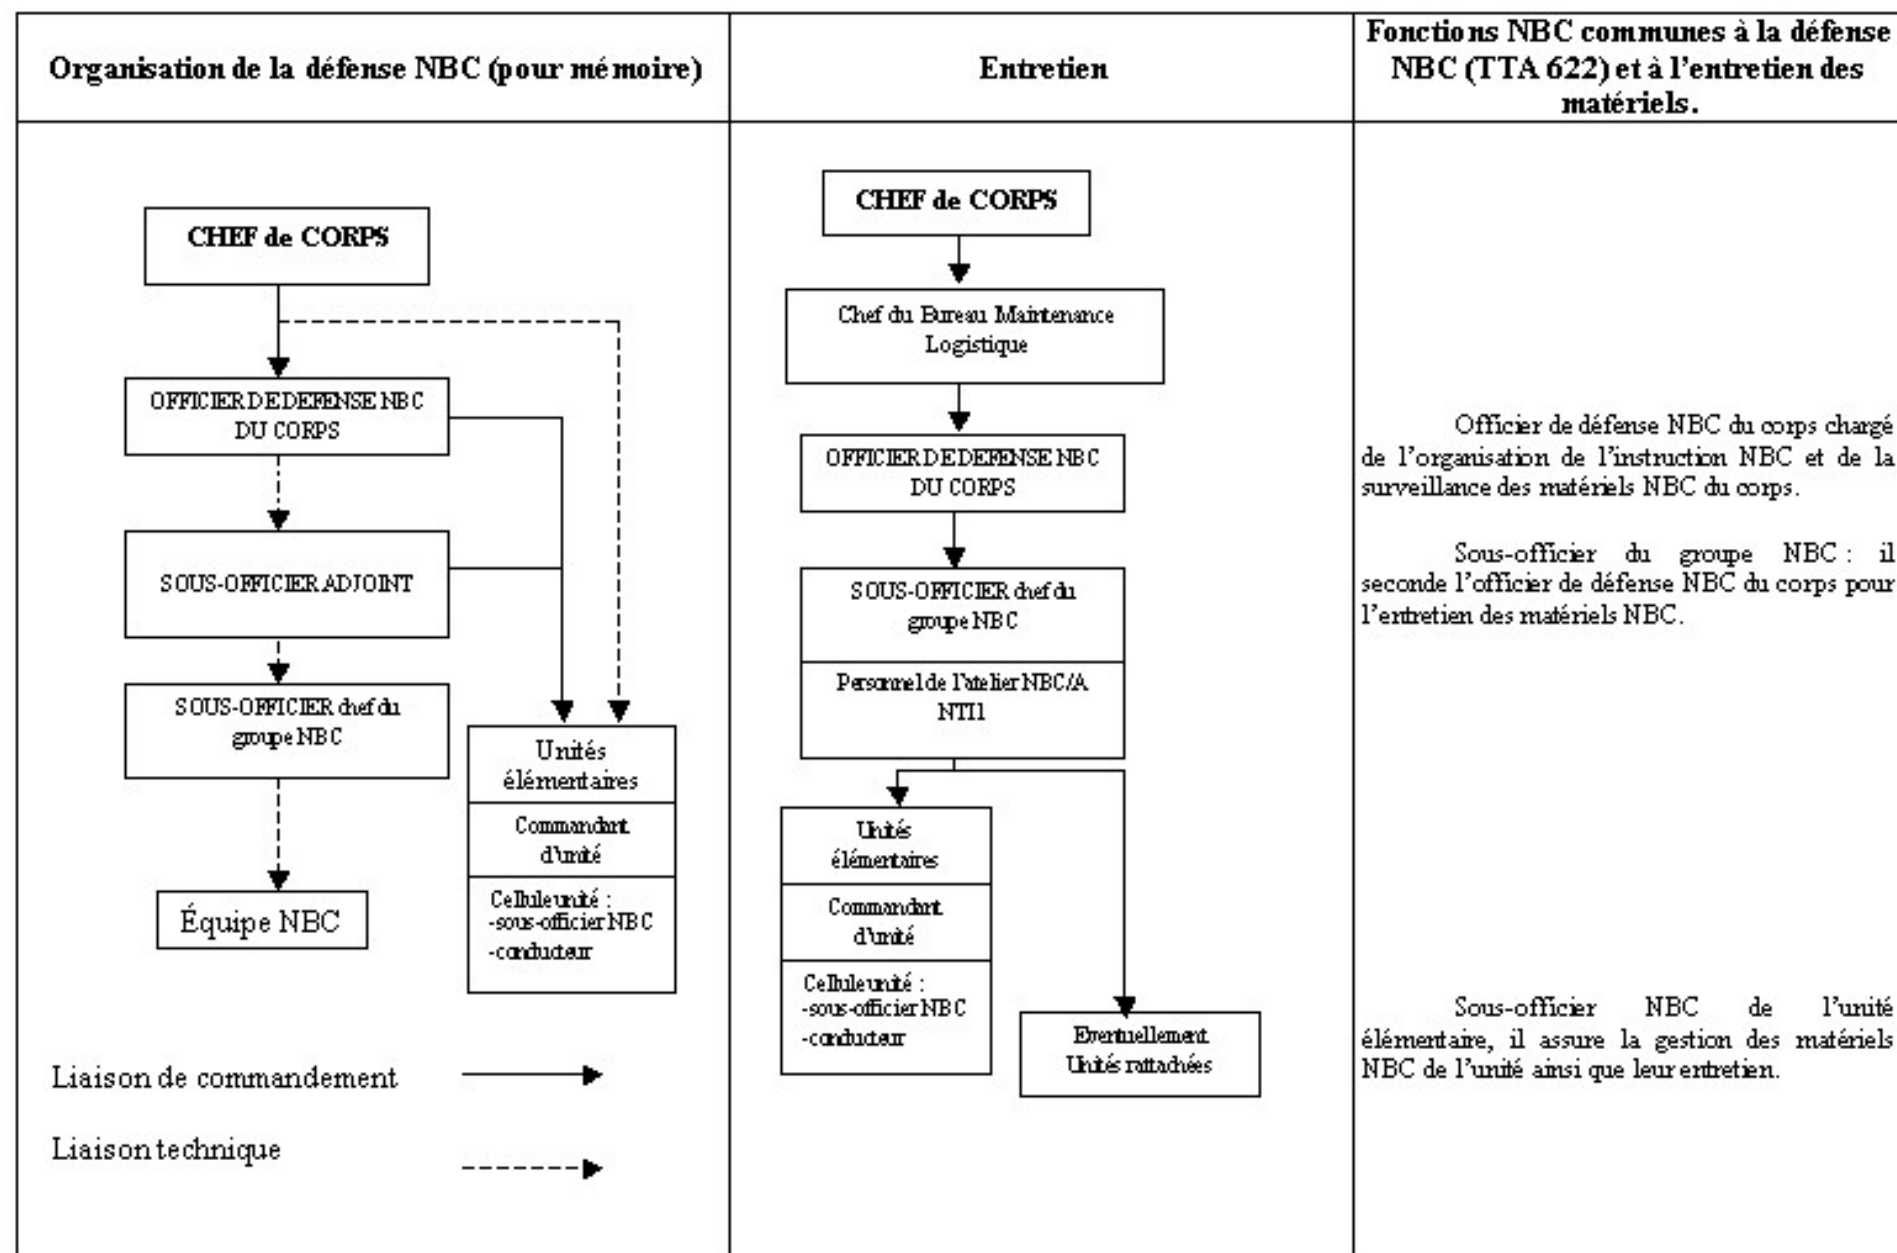 Organisation de la défense NBC (pour mémoire)
Entretien
Fonctions NBC communes à la défense
NBC (TTA 622) et à l'entretien des
matériels.
CHEF de CORPS
OFFICIER DE DEFENSE NBC
DU CORPS
SOUS-OFFICIER ADJOINT
SOUS-OFFICIER chef du
groupe NBC
Équipe NBC
Unités
élémentaires
Commandant
d'unité
Cellule unité :
-sous-officier NBC
-conducteur
Liaison de commandement
Liaison technique
CHEF de CORPS
Chef du Bureau Maintenance
Logistique
OFFICIER DE DEFENSE NBC
DU CORPS
SOUS-OFFICIER chef du
groupe NBC
Personnel de l'atelier NBC/A
NTI1
Unités
élémentaires
Commandant
d'unité
Cellule unité :
-sous-officier NBC
-conducteur
Eventuellement
Unités rattachées
Officier de défense NBC du corps chargé
de l'organisation de l'instruction NBC et de la
surveillance des matériels NBC du corps.
Sous-officier du groupe NBC : il
seconde l'officier de défense NBC du corps pour
l'entretien des matériels NBC.
Sous-officier NBC de l'unité
élémentaire, il assure la gestion des matériels
NBC de l'unité ainsi que leur entretien.